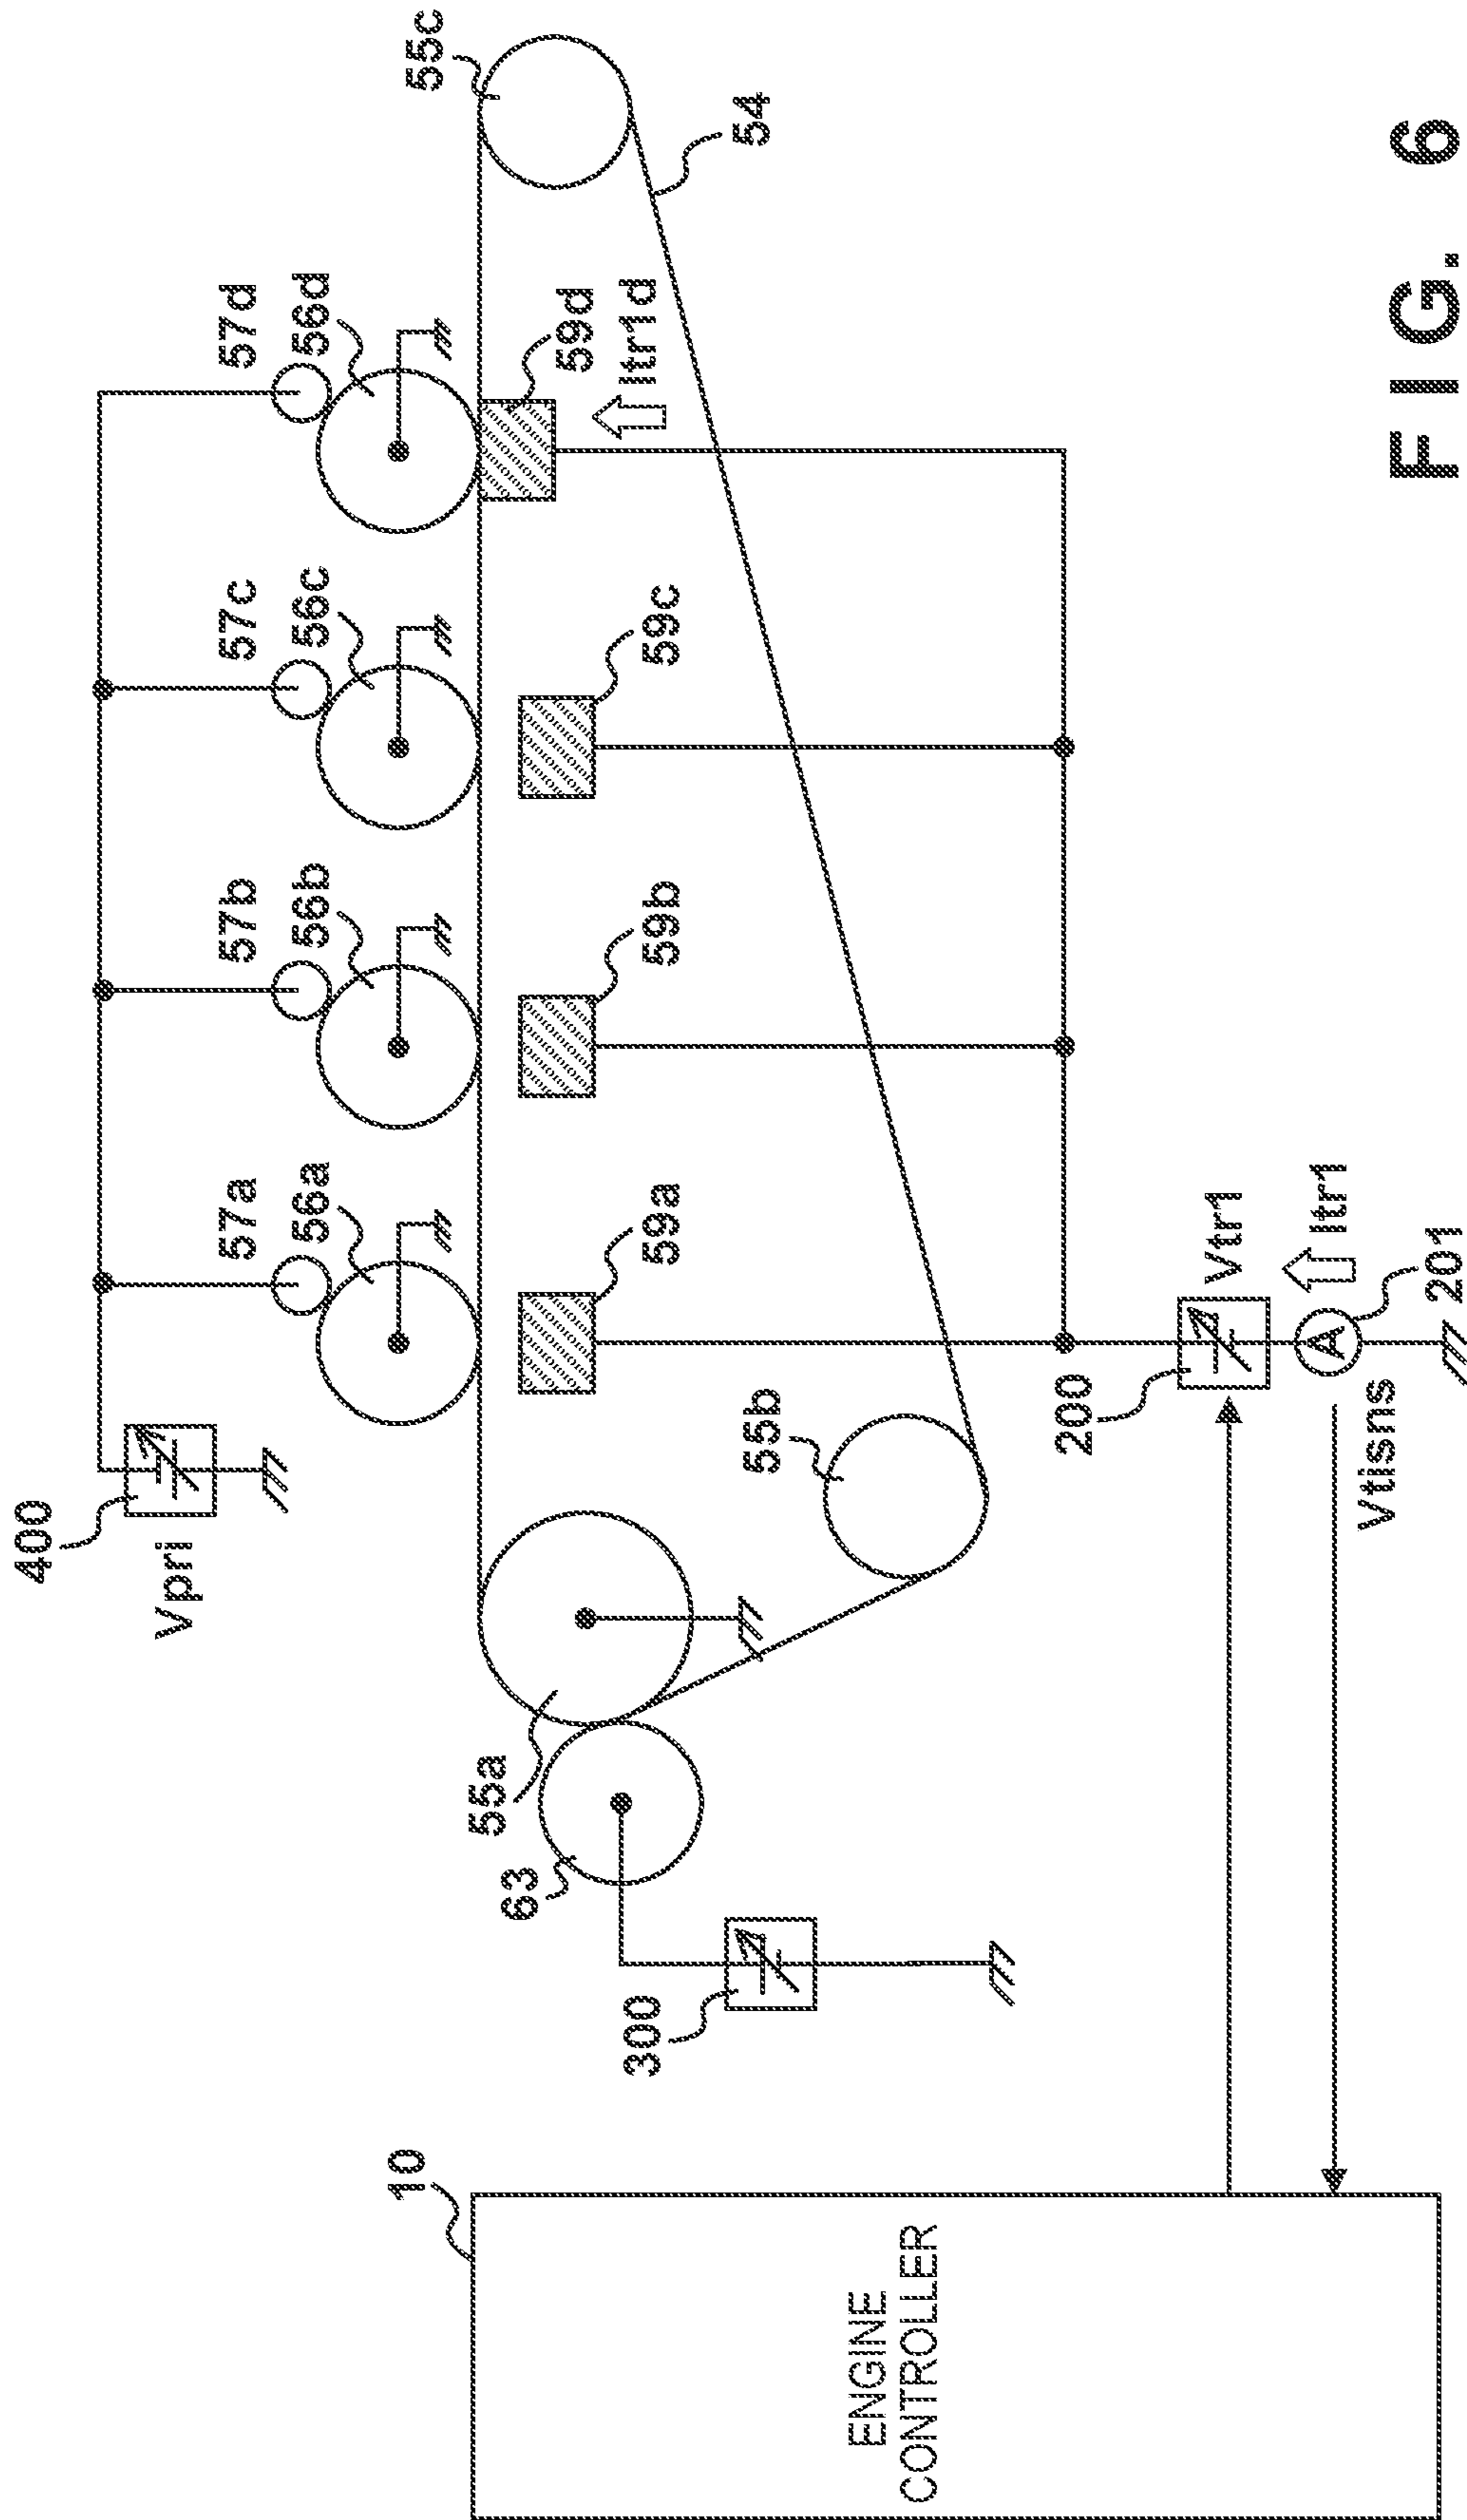 400
Vpri
57a
56a
57b
56b
57c
56c
57d
56d
55c
54
59a
59b
59c
59d
Itr1d
55a
63
55b
300
10
ENGINE
CONTROLLER
200
Vtr1
Itr1
201
A
Vtisns
FIG. 6